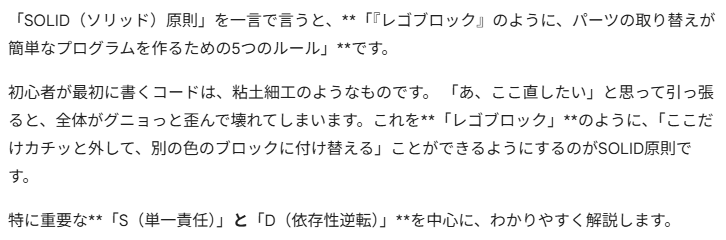 「SOLID（ソリッド）原則」を一言で言うと、**「『レゴブロック』のように、パーツの取り替えが
簡単なプログラムを作るための5つのルール」**です。
初心者が最初に書くコードは、粘土細工のようなものです。 「あ、ここ直したい」と思って引っ張
ると、全体がグニョっと歪んで壊れてしまいます。これを**「レゴブロック」**のように、「ここだ
けカチッと外して、別の色のブロックに付け替える」ことができるようにするのがSOLID原則で
す。
特に重要な**「S（単一責任）」と「D（依存性逆転）」**を中心に、わかりやすく解説します。